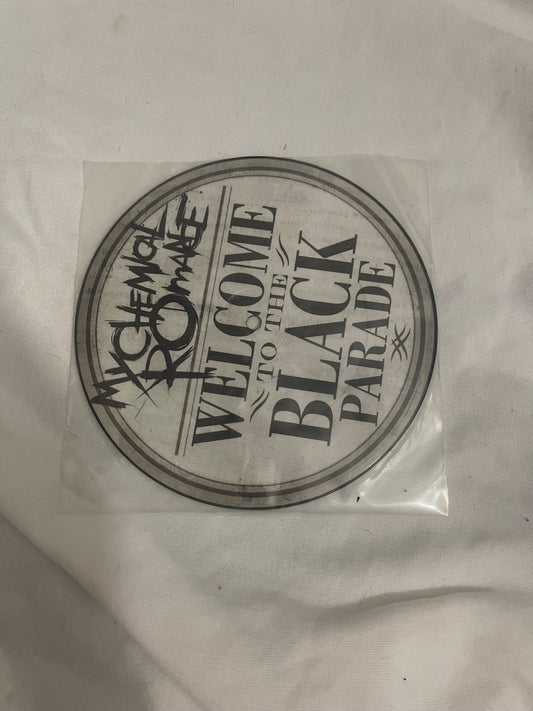 MY CHEMICAL
ROMANCE
WELCOME
TO THE
BLACK
PARADE